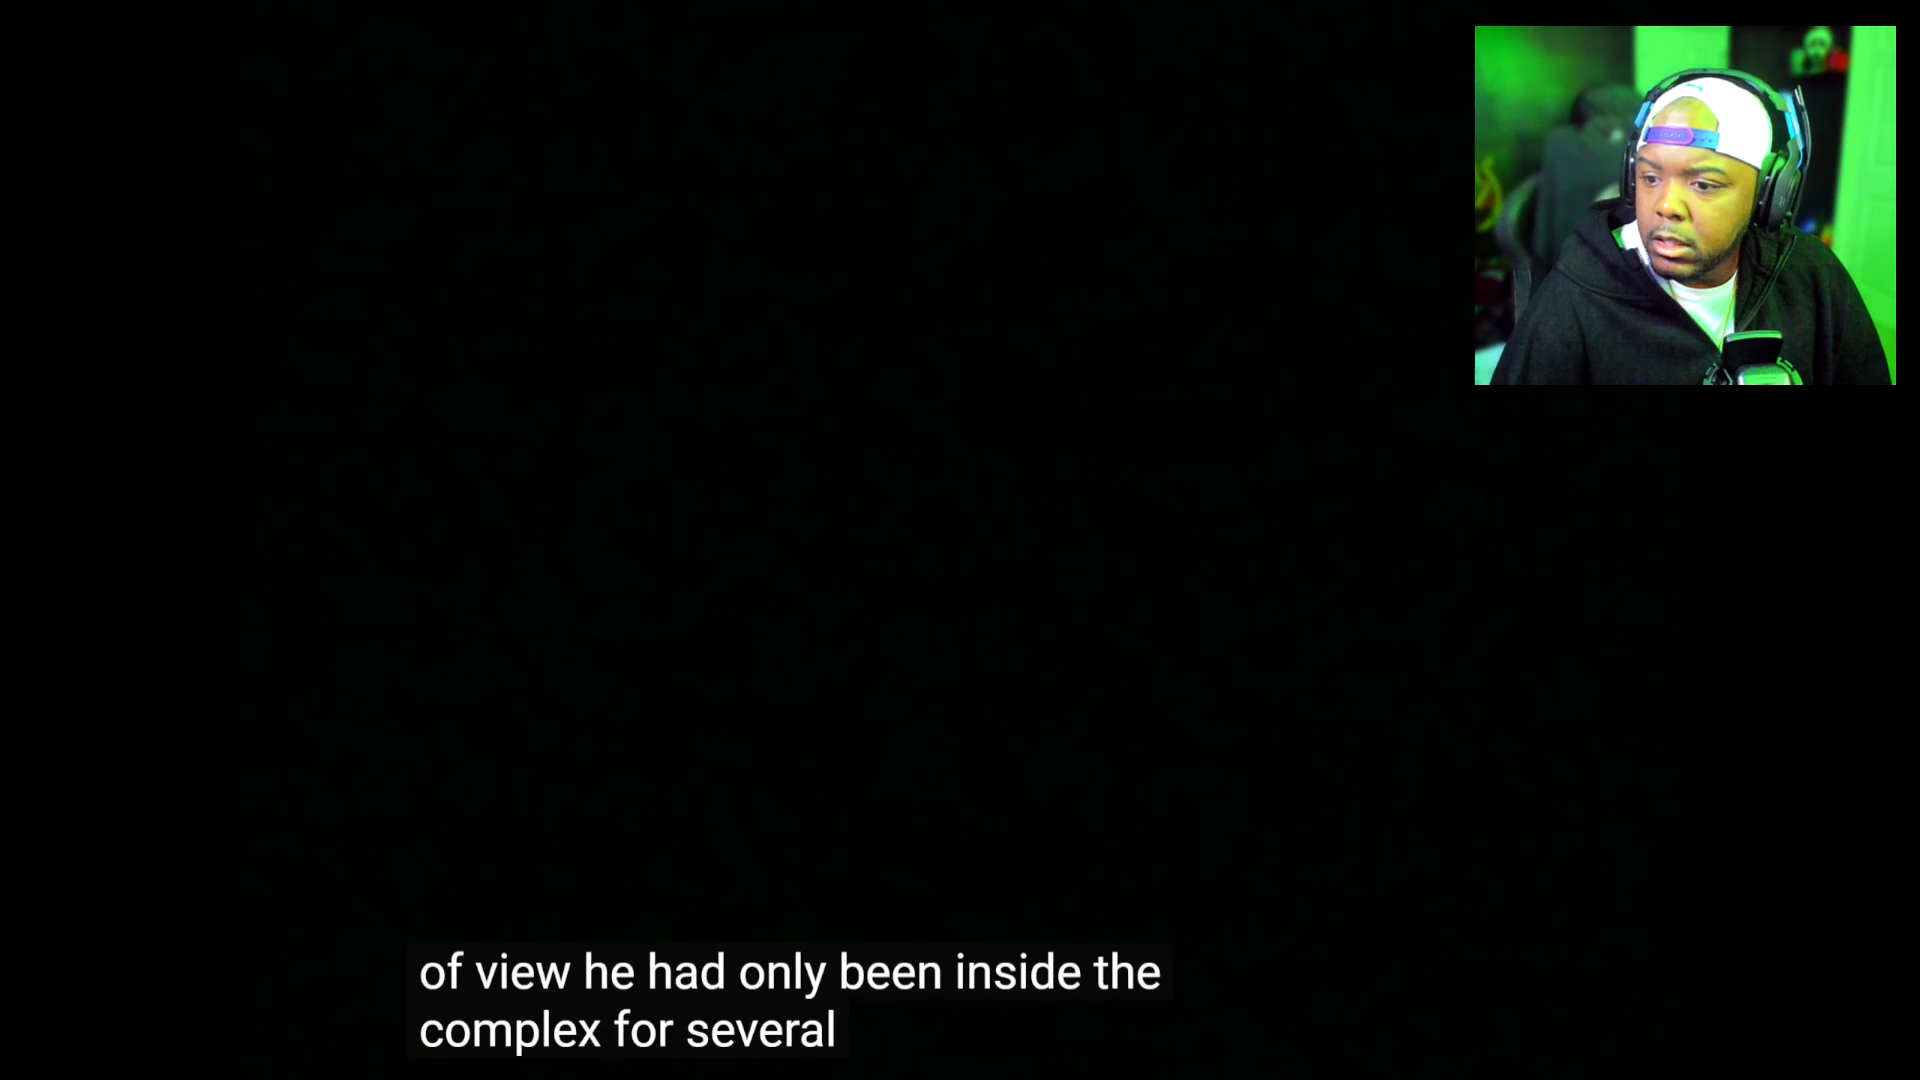 of view he had only been inside the
complex for several